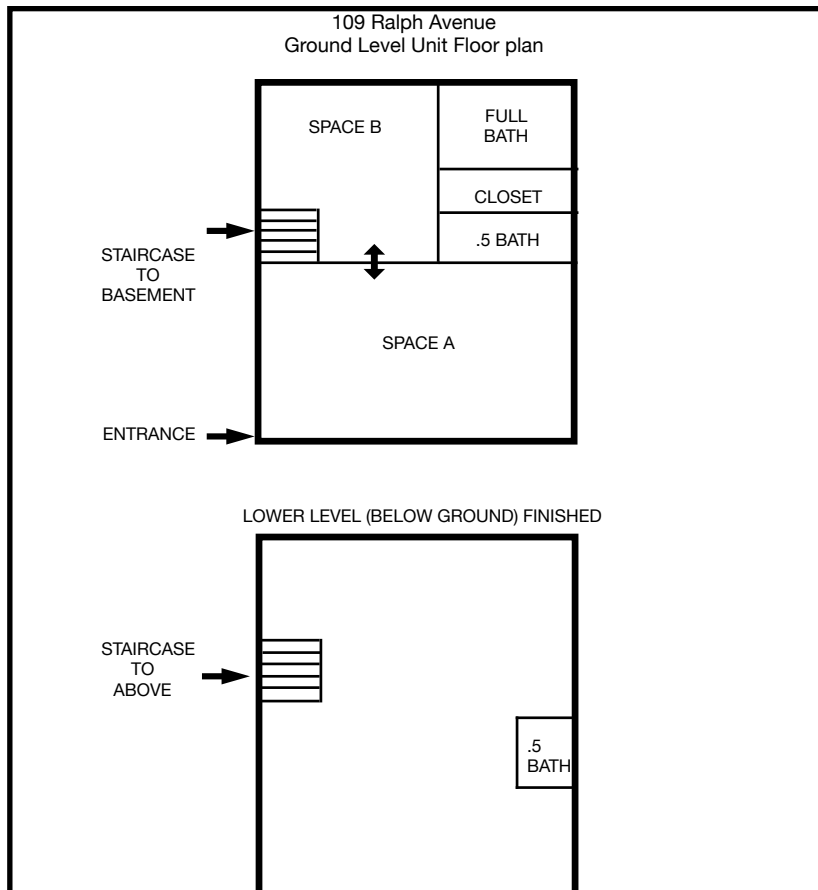 109 Ralph Avenue
Ground Level Unit Floor plan
SPACE B
FULL
BATH
CLOSET
.5 BATH
STAIRCASE
TO
BASEMENT
SPACE A
ENTRANCE
LOWER LEVEL (BELOW GROUND) FINISHED
STAIRCASE
TO
ABOVE
.5
BATH